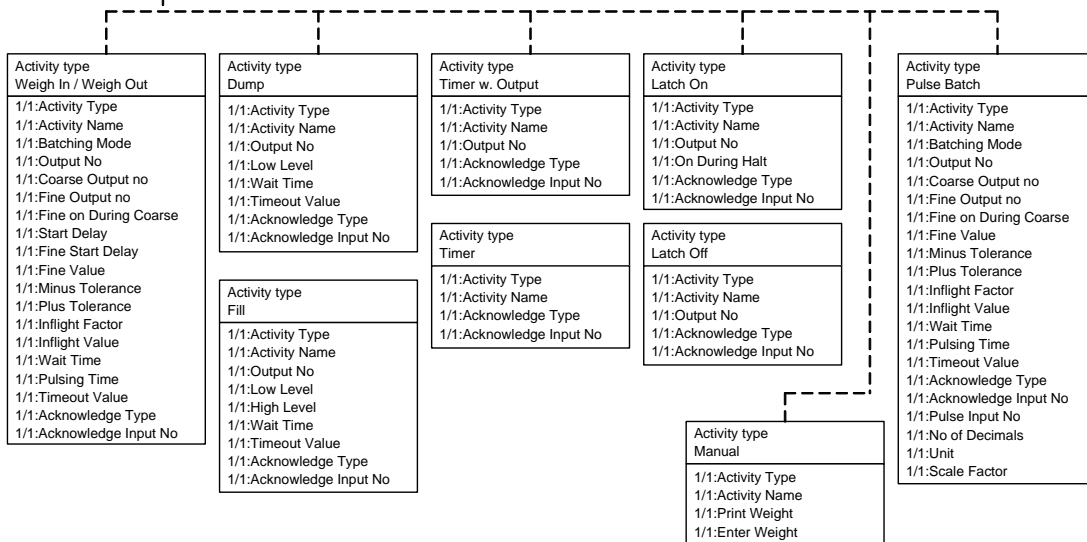 Activity type
Weigh In / Weigh Out
1/1:Activity Type
1/1:Activity Name
1/1:Batching Mode
1/1:Output No
1/1:Coarse Output no
1/1:Fine Output no
1/1:Fine on During Coarse
1/1:Start Delay
1/1:Fine Start Delay
1/1:Fine Value
1/1:Minus Tolerance
1/1:Plus Tolerance
1/1:Inflight Factor
1/1:Inflight Value
1/1:Wait Time
1/1:Pulsing Time
1/1:Timeout Value
1/1:Acknowledge Type
1/1:Acknowledge Input No
Activity type
Dump
1/1:Activity Type
1/1:Activity Name
1/1:Output No
1/1:Low Level
1/1:Wait Time
1/1:Timeout Value
1/1:Acknowledge Type
1/1:Acknowledge Input No
Activity type
Fill
1/1:Activity Type
1/1:Activity Name
1/1:Output No
1/1:Low Level
1/1:High Level
1/1:Wait Time
1/1:Timeout Value
1/1:Acknowledge Type
1/1:Acknowledge Input No
Activity type
Timer w. Output
1/1:Activity Type
1/1:Activity Name
1/1:Output No
1/1:Acknowledge Type
1/1:Acknowledge Input No
Activity type
Timer
1/1:Activity Type
1/1:Activity Name
1/1:Acknowledge Type
1/1:Acknowledge Input No
Activity type
Latch On
1/1:Activity Type
1/1:Activity Name
1/1:Output No
1/1:On During Halt
1/1:Acknowledge Type
1/1:Acknowledge Input No
Activity type
Latch Off
1/1:Activity Type
1/1:Activity Name
1/1:Output No
1/1:Acknowledge Type
1/1:Acknowledge Input No
Activity type
Manual
1/1:Activity Type
1/1:Activity Name
1/1:Print Weight
1/1:Enter Weight
Activity type
Pulse Batch
1/1:Activity Type
1/1:Activity Name
1/1:Batching Mode
1/1:Output No
1/1:Coarse Output no
1/1:Fine Output no
1/1:Fine on During Coarse
1/1:Fine Value
1/1:Minus Tolerance
1/1:Plus Tolerance
1/1:Inflight Factor
1/1:Inflight Value
1/1:Wait Time
1/1:Pulsing Time
1/1:Timeout Value
1/1:Acknowledge Type
1/1:Acknowledge Input No
1/1:Pulse Input No
1/1:No of Decimals
1/1:Unit
1/1:Scale Factor